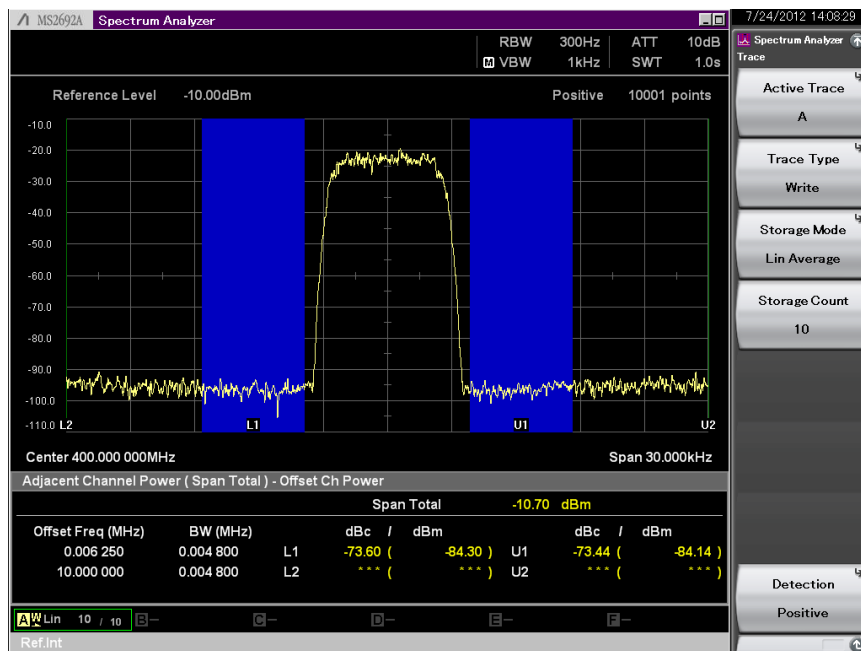 MS2692A Spectrum Analyzer
7/24/2012 14:08:29
RBW 300Hz ATT 10dB
M VBW 1kHz SWT 1.0s
Reference Level -10.00dBm Positive 10001 points
-10.0
-20.0
-30.0
-40.0
-50.0
-60.0
-70.0
-80.0
-90.0
-100.0
-110.0 L2 L1 U1 U2
Center 400.000 000MHz Span 30.000kHz
Adjacent Channel Power ( Span Total ) - Offset Ch Power
Span Total -10.70 dBm
Offset Freq (MHz) BW (MHz) dBc / dBm dBc / dBm
0.006 250 0.004 800 L1 -73.60 ( -84.30 ) U1 -73.44 ( -84.14 )
10.000 000 0.004 800 L2 *** ( *** ) U2 *** ( *** )
A W Lin 10 / 10 B- C- D- E- F-
Ref.Int
Spectrum Analyzer
Trace
Active Trace
A
Trace Type
Write
Storage Mode
Lin Average
Storage Count
10
Detection
Positive